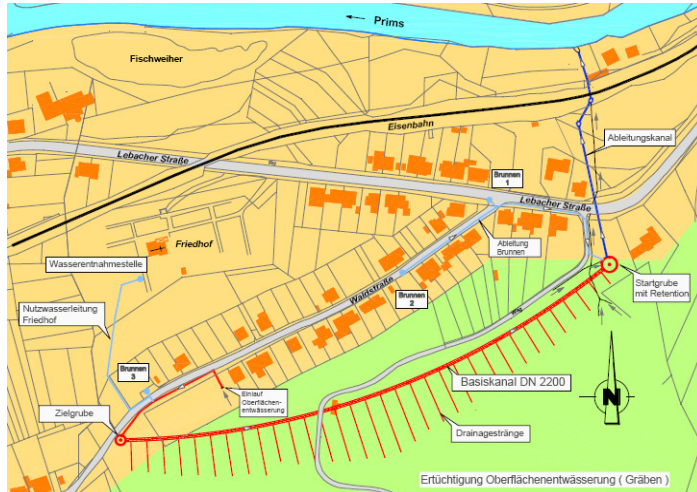 Prims
Fischweiher
Eisenbahn
Ableitungskanal
Lebacher Straße
Brunnen
1
Lebacher Straße
Friedhof
Wasserentnahmestelle
Ableitung
Brunnen
Startgrube
mit Retention
Nutzwasserleitung
Friedhof
Waldstraße
Brunnen
2
Brunnen
3
Basiskanal DN 2200
Einlauf
Oberflächen-
entwässerung
Zielgrube
Drainagestränge
N
Ertüchtigung Oberflächenentwässerung ( Gräben )